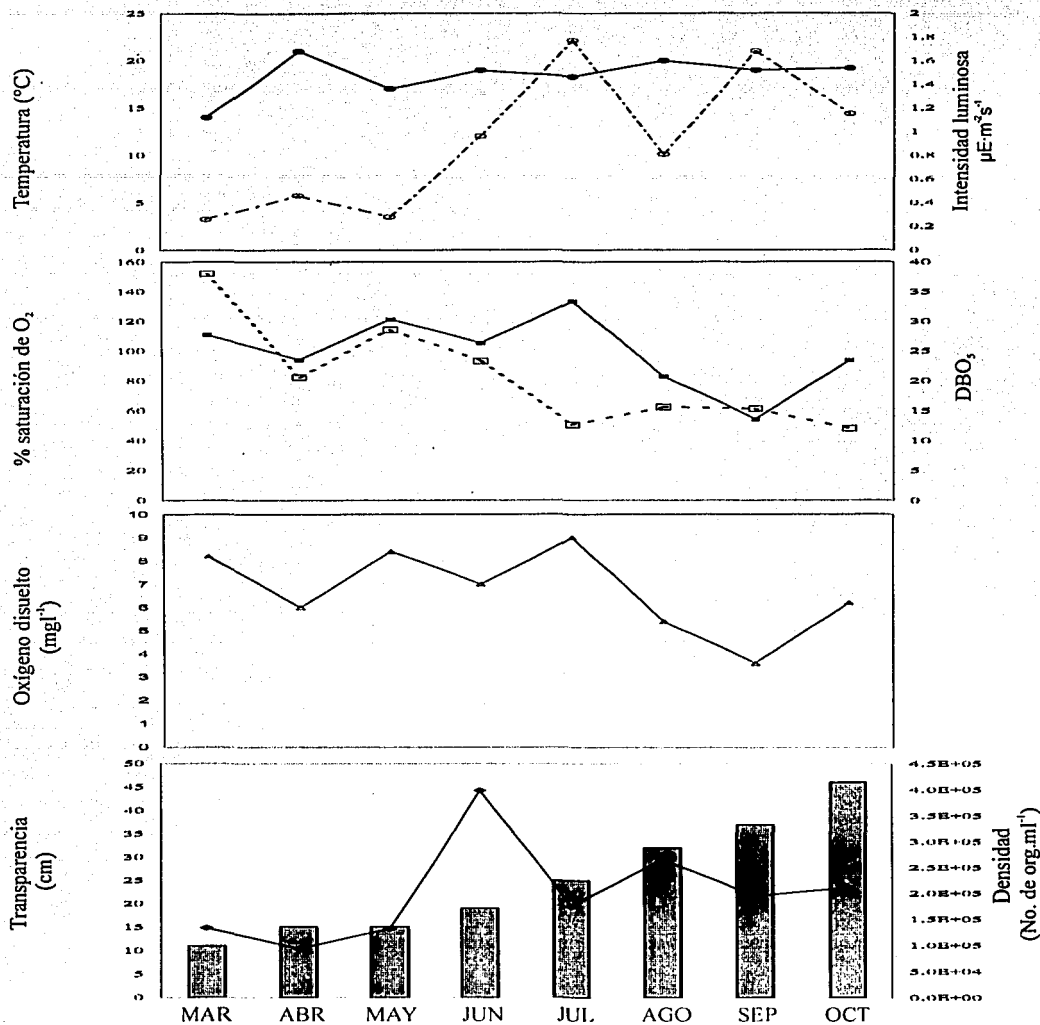 Temperatura (°C)
25
20
15
10
5
0
2
1.8
1.6
1.4
1.2
1
0.8
0.6
0.4
0.2
0
Intensidad luminosa
µE·m⁻²s⁻¹
% saturación de O₂
160
140
120
100
80
60
40
20
0
40
35
30
25
20
15
10
5
0
DBO₅
Oxígeno disuelto
(mgl⁻¹)
10
9
8
7
6
5
4
3
2
1
0
Transparencia
(cm)
50
45
40
35
30
25
20
15
10
5
0
4.5E+05
4.0E+05
3.5E+05
3.0E+05
2.5E+05
2.0E+05
1.5E+05
1.0E+05
5.0E+04
0.0E+00
Densidad
(No. de org.ml⁻¹)
MAR ABR MAY JUN JUL AGO SEP OCT